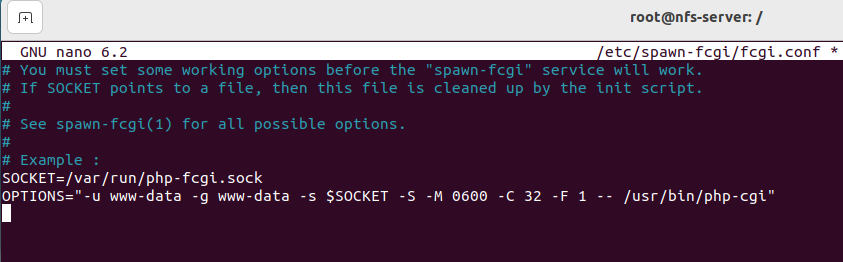 root@nfs-server: /
GNU nano 6.2 /etc/spawn-fcgi/fcgi.conf *
# You must set some working options before the "spawn-fcgi" service will work.
# If SOCKET points to a file, then this file is cleaned up by the init script.
#
# See spawn-fcgi(1) for all possible options.
#
# Example :
SOCKET=/var/run/php-fcgi.sock
OPTIONS="-u www-data -g www-data -s $SOCKET -S -M 0600 -C 32 -F 1 -- /usr/bin/php-cgi"